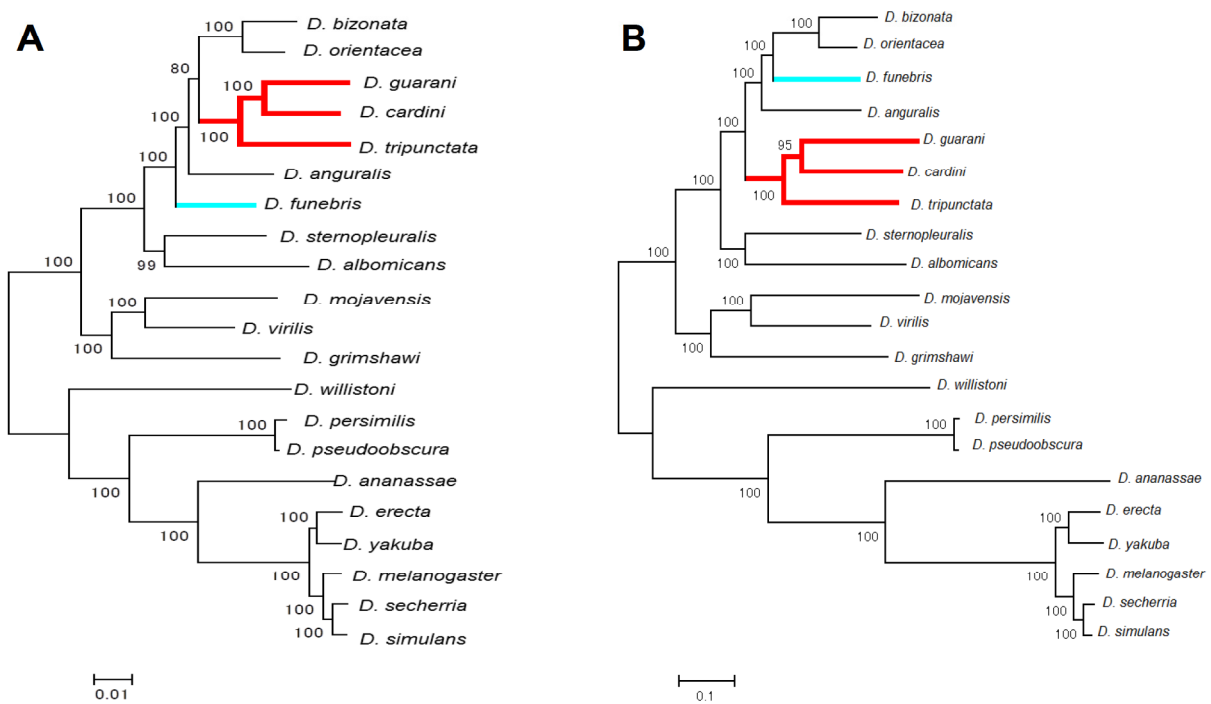 A
D. bizonata
100
D. orientacea
80
D. guarani
100
100
D. cardini
100
D. tripunctata
100
D. anguralis
100
D. funebris
D. sternopleuralis
99
D. albomicans
100
D. mojavensis
100
D. virilis
100
D. grimshawi
D. willistoni
D. persimilis
100
D. pseudoobscura
100
D. ananassae
100
D. erecta
100
D. yakuba
100
D. melanogaster
100
D. secherria
100
D. simulans
0.01
B
D. bizonata
100
D. orientacea
100
D. funebris
100
D. anguralis
100
D. guarani
95
D. cardini
100
D. tripunctata
100
D. sternopleuralis
100
D. albomicans
100
D. mojavensis
100
D. virilis
100
D. grimshawi
D. willistoni
D. persimilis
100
D. pseudoobscura
100
D. ananassae
100
D. erecta
100
D. yakuba
100
D. melanogaster
100
D. secherria
100
D. simulans
0.1